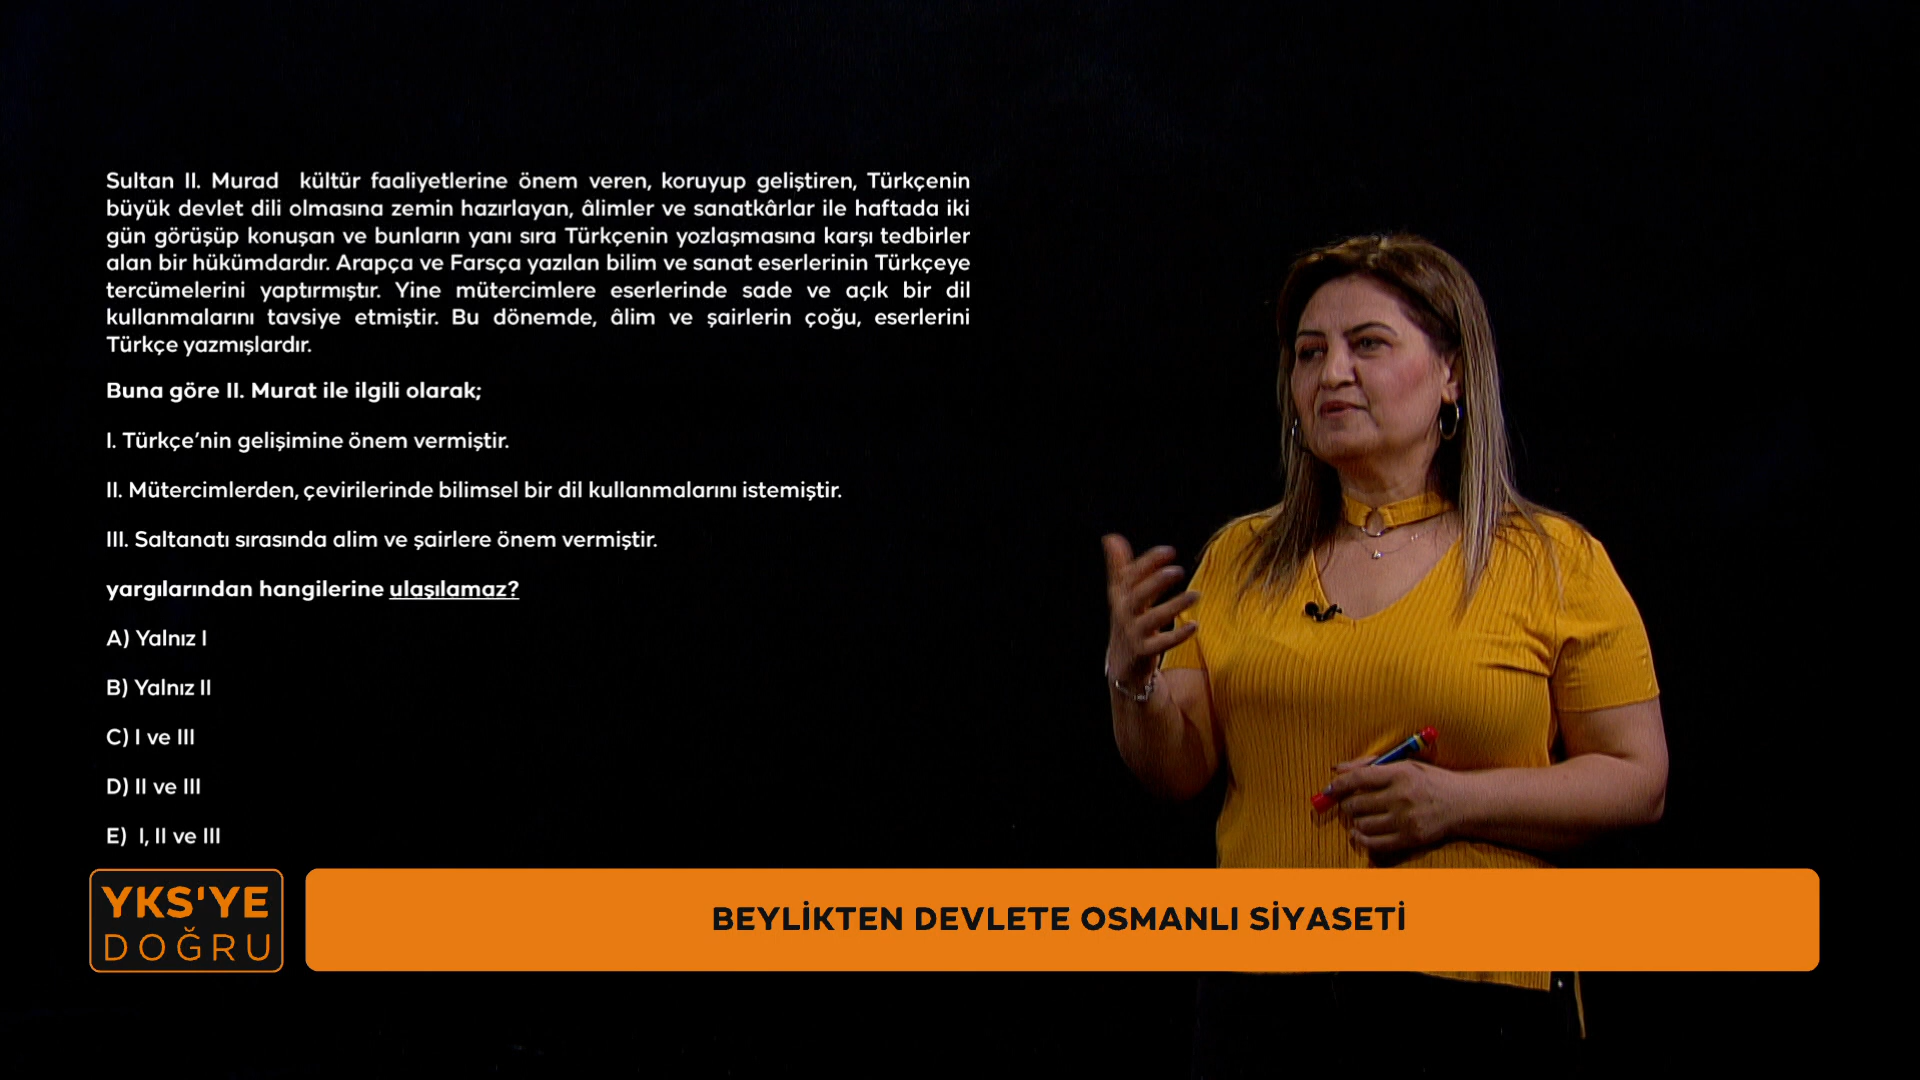 Sultan II. Murad kültür faaliyetlerine önem veren, koruyup geliştiren, Türkçenin
büyük devlet dili olmasına zemin hazırlayan, âlimler ve sanatkârlar ile haftada iki
gün görüşüp konuşan ve bunların yanı sıra Türkçenin yozlaşmasına karşı tedbirler
alan bir hükümdardır. Arapça ve Farsça yazılan bilim ve sanat eserlerinin Türkçeye
tercümelerini yaptırmıştır. Yine mütercimlere eserlerinde sade ve açık bir dil
kullanmalarını tavsiye etmiştir. Bu dönemde, âlim ve şairlerin çoğu, eserlerini
Türkçe yazmışlardır.
Buna göre II. Murat ile ilgili olarak;
I. Türkçe'nin gelişimine önem vermiştir.
II. Mütercimlerden, çevirilerinde bilimsel bir dil kullanmalarını istemiştir.
III. Saltanatı sırasında alim ve şairlere önem vermiştir.
yargılarından hangilerine ulaşılamaz?
A) Yalnız I
B) Yalnız II
C) I ve III
D) II ve III
E) I, II ve III
YKS'YE
DOĞRU
BEYLİKTEN DEVLETE OSMANLI SİYASETİ